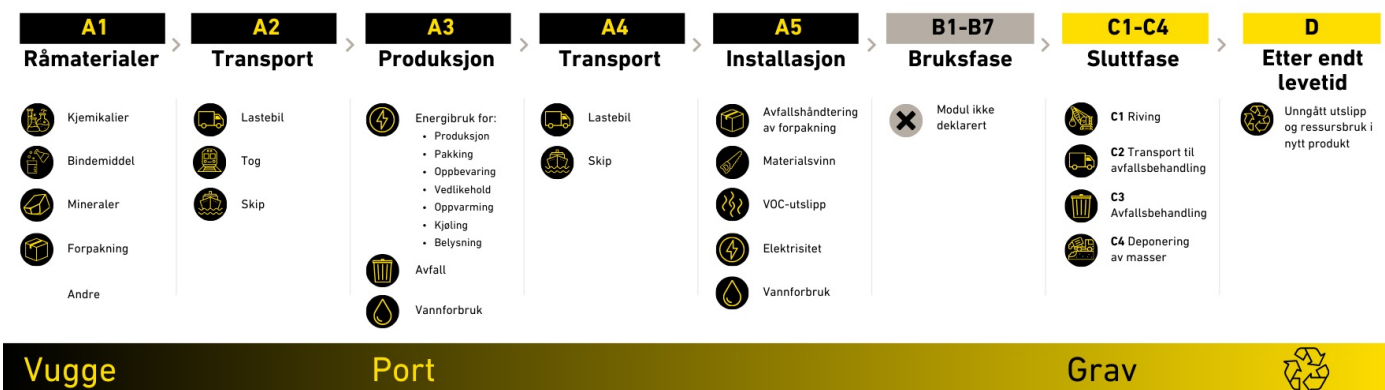 A1
Råmaterialer
Kjemikalier
Bindemiddel
Mineraler
Forpakning
Andre
A2
Transport
Lastebil
Tog
Skip
A3
Produksjon
Energibruk for:
• Produksjon
• Pakking
• Oppbevaring
• Vedlikehold
• Oppvarming
• Kjøling
• Belysning
Avfall
Vannforbruk
A4
Transport
Lastebil
Skip
A5
Installasjon
Avfallshåndtering
av forpakning
Materialsvinn
VOC-utslipp
Elektrisitet
Vannforbruk
B1-B7
Bruksfase
Modul ikke
deklarert
C1-C4
Sluttfase
C1 Riving
C2 Transport til
avfallsbehandling
C3
Avfallsbehandling
C4 Deponering
av masser
D
Etter endt
levetid
Unngått utslipp
og ressursbruk i
nytt produkt
Vugge
Port
Grav